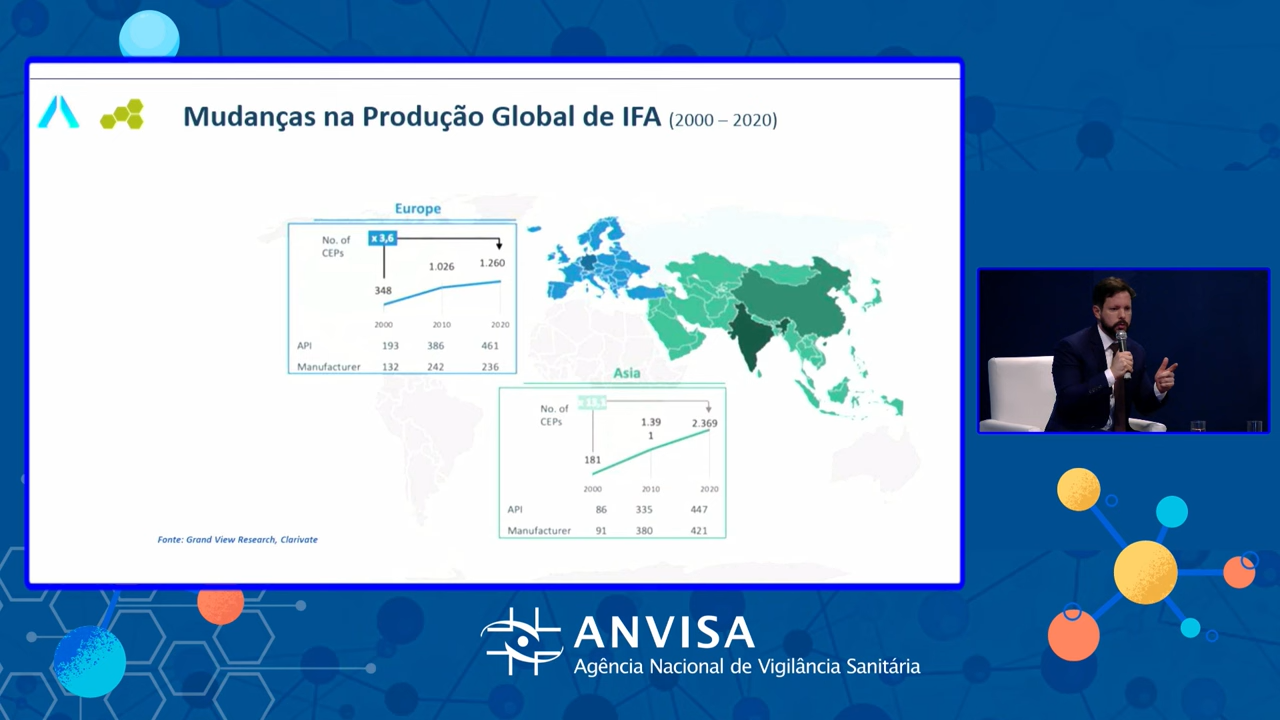 Mudanças na Produção Global de IFA (2000 – 2020)
Europe
No. of
CEPs
x 3,6
348
1.026
1.260
2000 2010 2020
API 193 386 461
Manufacturer 132 242 236
Asia
No. of
CEPs
181
1.39
1
2.369
2000 2010 2020
API 86 335 447
Manufacturer 91 380 421
Fonte: Grand View Research, Clarivate
ANVISA
Agência Nacional de Vigilância Sanitária